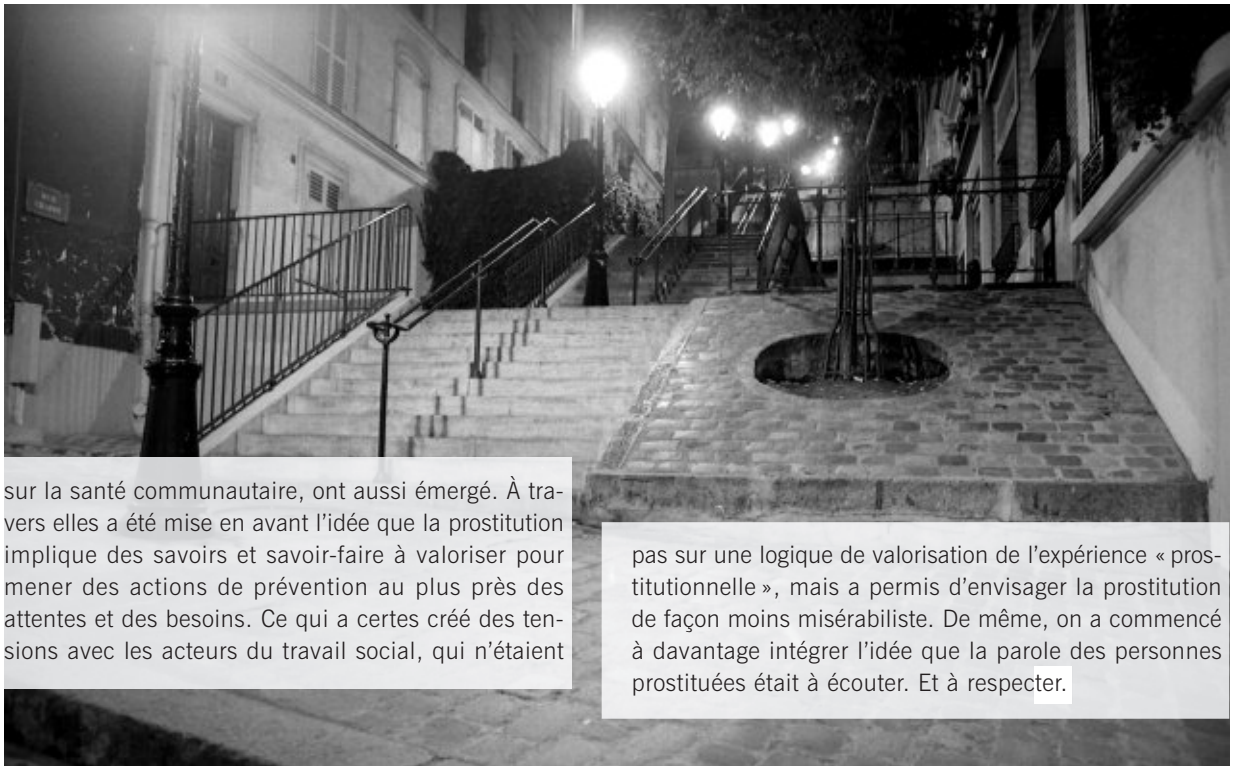 sur la santé communautaire, ont aussi émergé. À tra-
vers elles a été mise en avant l’idée que la prostitution
implique des savoirs et savoir-faire à valoriser pour
mener des actions de prévention au plus près des
attentes et des besoins. Ce qui a certes créé des ten-
sions avec les acteurs du travail social, qui n’étaient
pas sur une logique de valorisation de l’expérience « pros-
titutionnelle », mais a permis d’envisager la prostitution
de façon moins misérabiliste. De même, on a commencé
à davantage intégrer l’idée que la parole des personnes
prostituées était à écouter. Et à respecter.